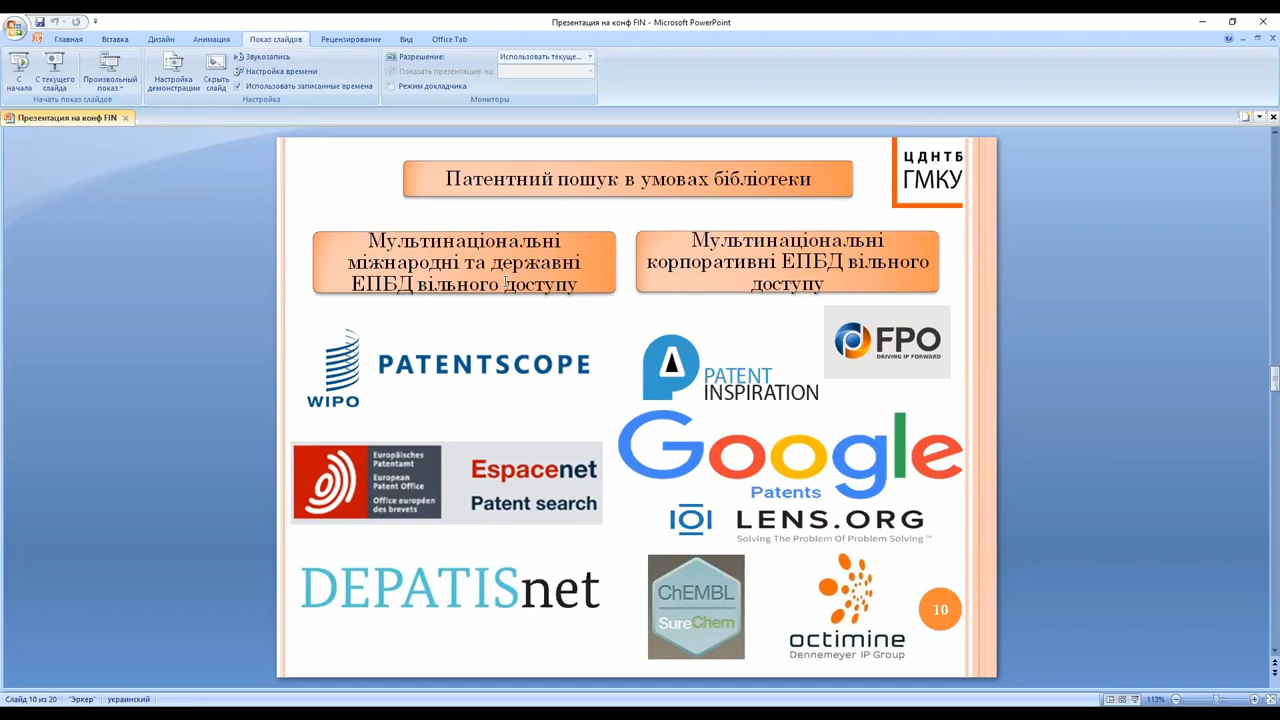 Презентация на конф FIN - Microsoft PowerPoint
Главная
Вставка
Дизайн
Анимация
Показ слайдов
Рецензирование
Вид
Office Tab
С начала
С текущего слайда
Произвольный показ
Начать показ слайдов
Настройка демонстрации
Скрыть слайд
Звукозапись
Настройка времени
Использовать записанные времена
Настройка
Разрешение:
Использовать текуще...
Показать презентацию на:
Режим докладчика
Мониторы
Презентация на конф FIN
Патентний пошук в умовах бібліотеки
ЦДНТБ
ГМКУ
Мультинаціональні
міжнародні та державні
ЕПБД вільного доступу
Мультинаціональні
корпоративні ЕПБД вільного
доступу
WIPO
PATENTSCOPE
PATENT
INSPIRATION
FPO
DRIVING IP FORWARD
Europäisches
Patentamt
European
Patent Office
Office européen
des brevets
Espacenet
Patent search
Google
Patents
LENS.ORG
Solving The Problem Of Problem Solving™
DEPATISnet
ChEMBL
SureChem
octimine
Dennemeyer IP Group
10
Слайд 10 из 20
"Эркер"
украинский
113%